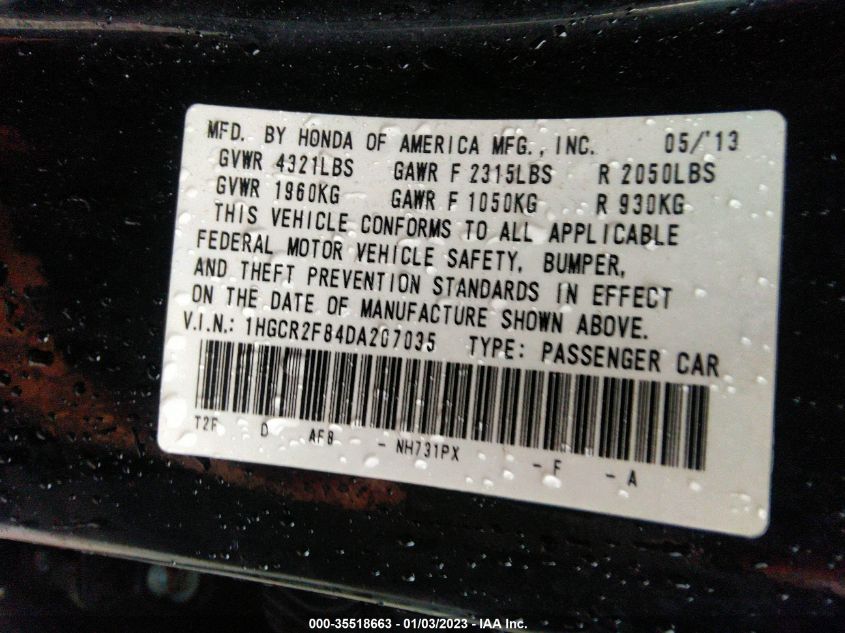 MFD. BY HONDA OF AMERICA MFG., INC. 05/'13
GVWR 4321LBS GAWR F 2315LBS R 2050LBS
GVWR 1960KG GAWR F 1050KG R 930KG
THIS VEHICLE CONFORMS TO ALL APPLICABLE
FEDERAL MOTOR VEHICLE SAFETY, BUMPER,
AND THEFT PREVENTION STANDARDS IN EFFECT
ON THE DATE OF MANUFACTURE SHOWN ABOVE.
V.I.N.: 1HGCR2F84DA207035 TYPE: PASSENGER CAR
T2F D AF8 - NH731PX - F - A
000-35518663 - 01/03/2023 - IAA Inc.